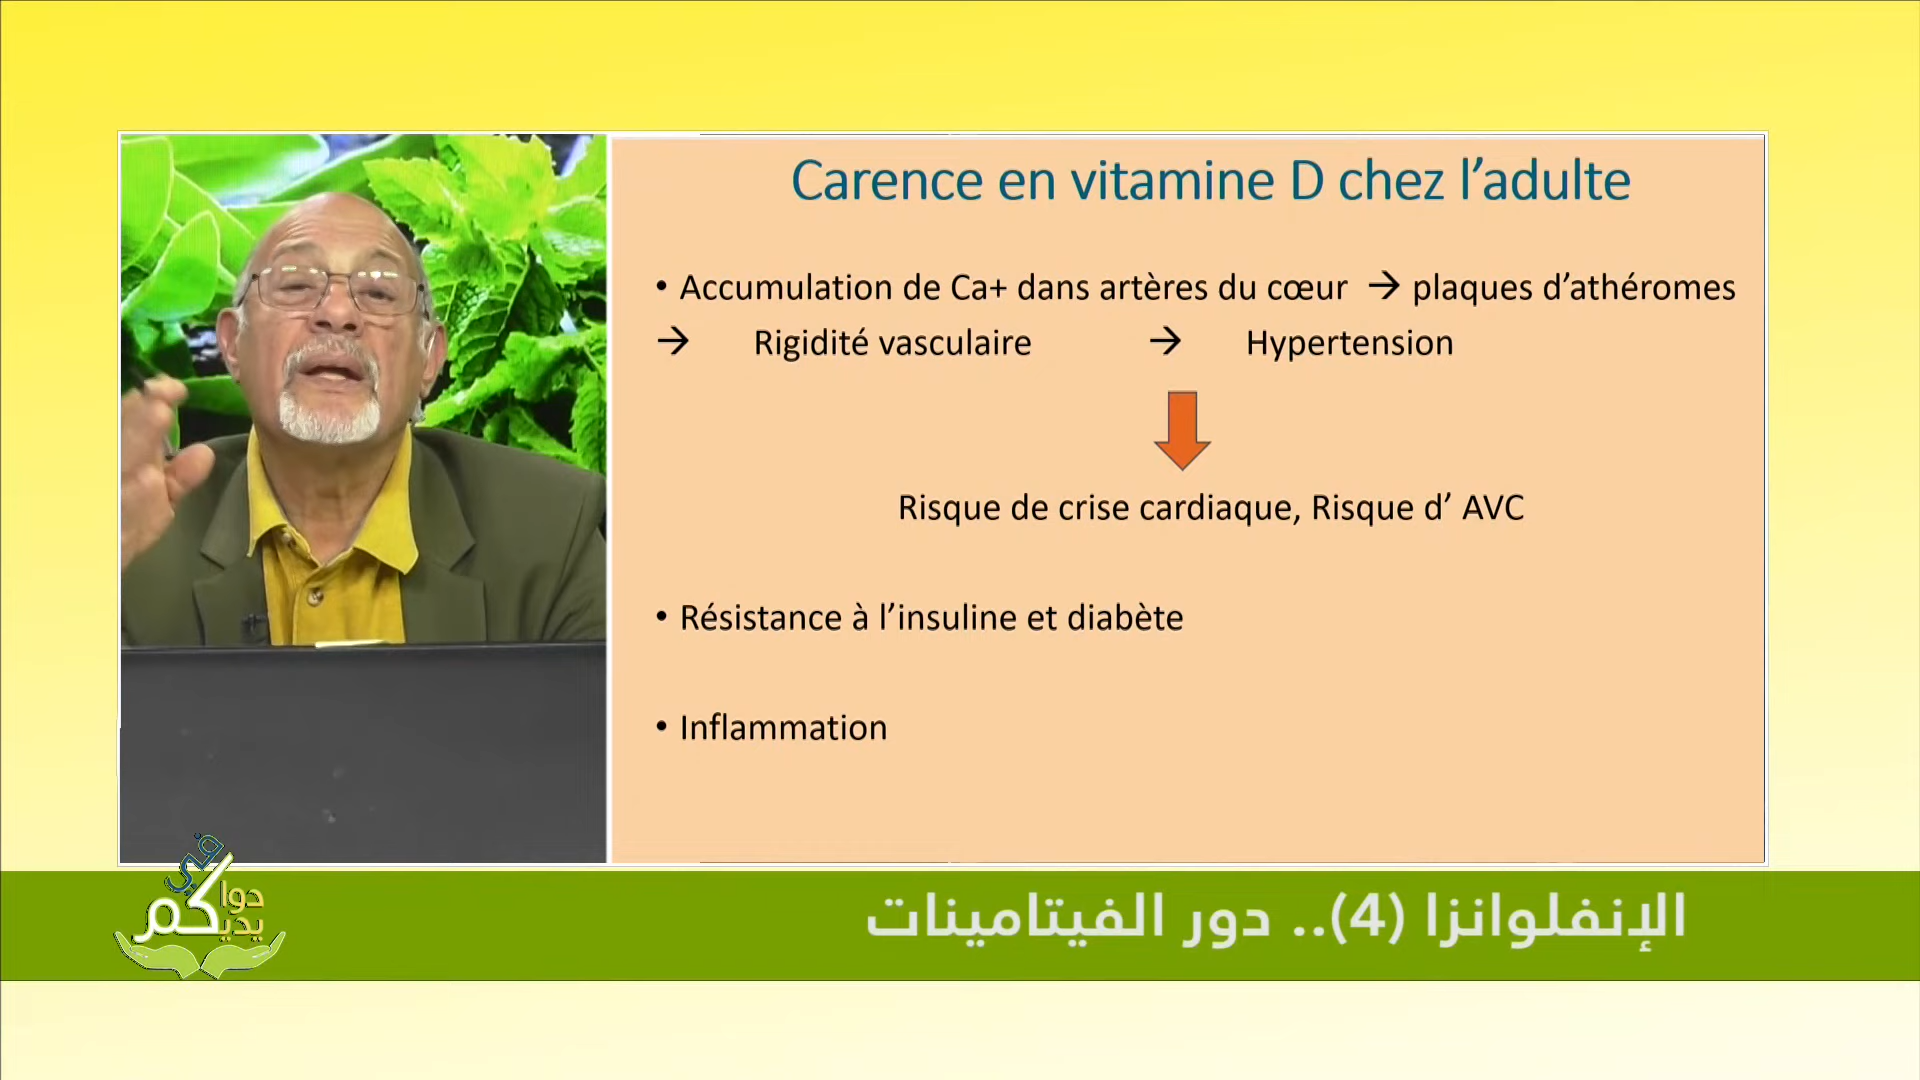 Carence en vitamine D chez l’adulte
• Accumulation de Ca+ dans artères du cœur → plaques d’athéromes
→ Rigidité vasculaire → Hypertension
Risque de crise cardiaque, Risque d’ AVC
• Résistance à l’insuline et diabète
• Inflammation
الإنفلوانزا (4).. دور الفيتامينات
دواكم في يديكم